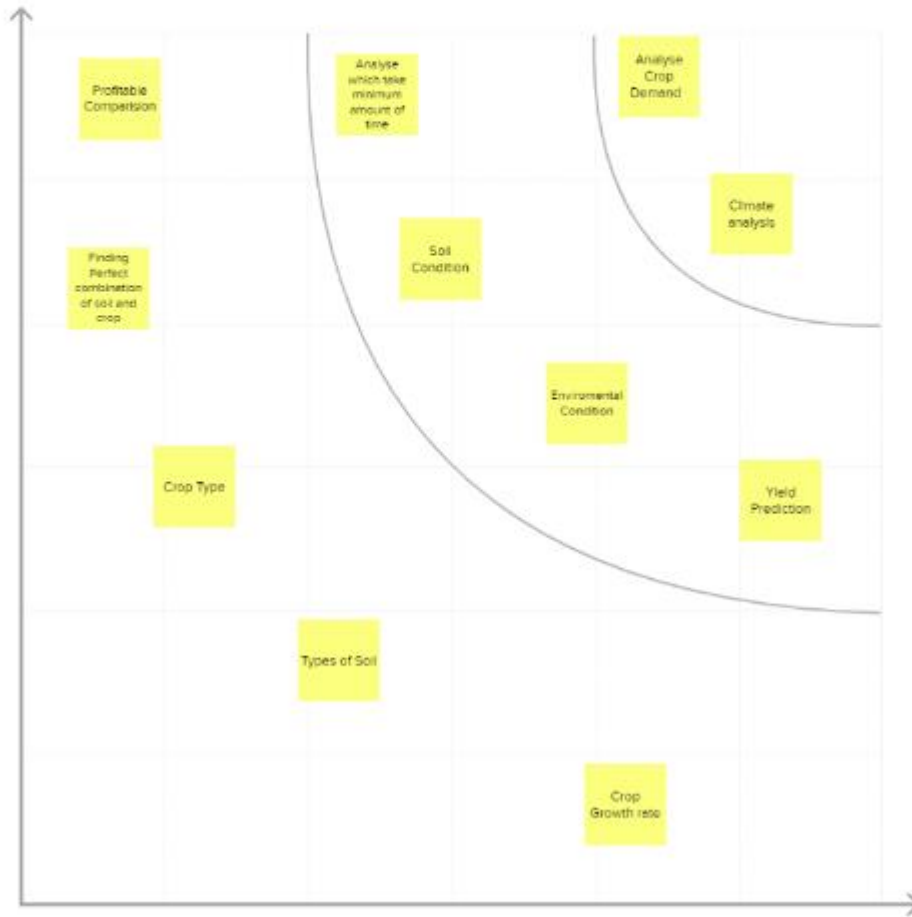 Profitable
Comparision
Analyse
which take
minimum
amount of
time
Analyse
Crop
Demand
Climate
analysis
Soil
Condition
Finding
Perfect
combination
of soil and
crop
Enviromental
Condition
Crop Type
Yield
Prediction
Types of Soil
Crop
Growth rate